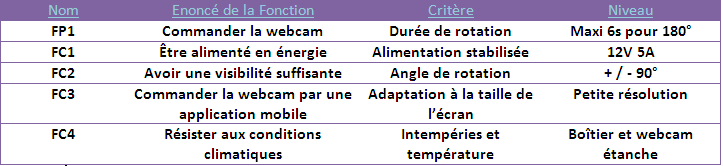 Nom Enoncé de la Fonction Critère Niveau
FP1 Commander la webcam Durée de rotation Maxi 6s pour 180°
FC1 Être alimenté en énergie Alimentation stabilisée 12V 5A
FC2 Avoir une visibilité suffisante Angle de rotation + / - 90°
FC3 Commander la webcam par une application mobile Adaptation à la taille de l'écran Petite résolution
FC4 Résister aux conditions climatiques Intempéries et température Boîtier et webcam étanche